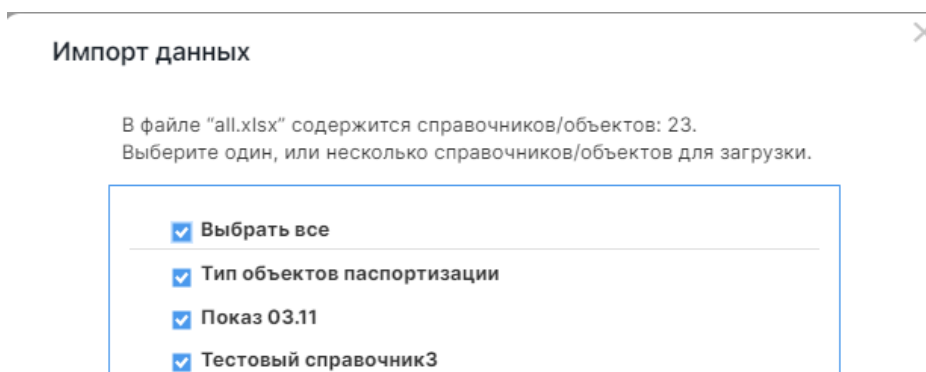 Импорт данных
В файле "all.xlsx" содержится справочников/объектов: 23.
Выберите один, или несколько справочников/объектов для загрузки.
Выбрать все
Тип объектов паспортизации
Показ 03.11
Тестовый справочник3